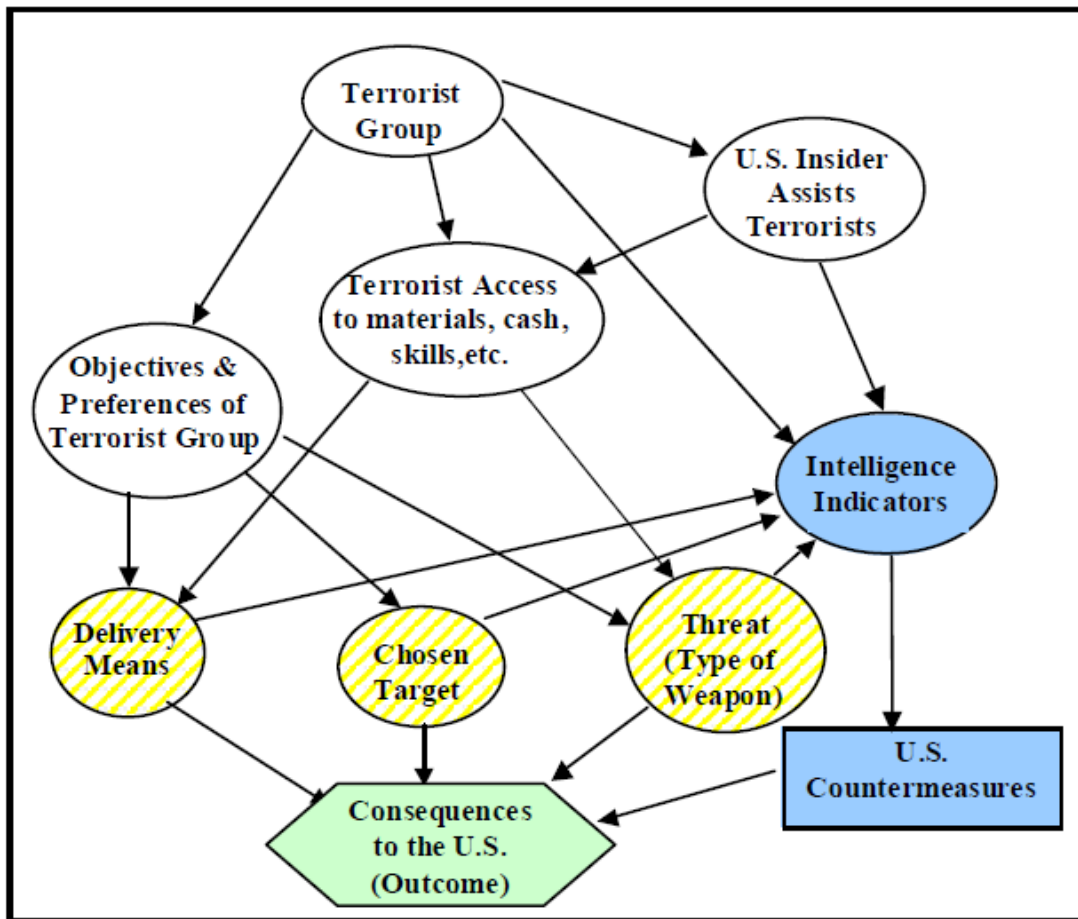 Terrorist
Group
U.S. Insider
Assists
Terrorists
Terrorist Access
to materials, cash,
skills,etc.
Objectives &
Preferences of
Terrorist Group
Intelligence
Indicators
Delivery
Means
Chosen
Target
Threat
(Type of
Weapon)
U.S.
Countermeasures
Consequences
to the U.S.
(Outcome)